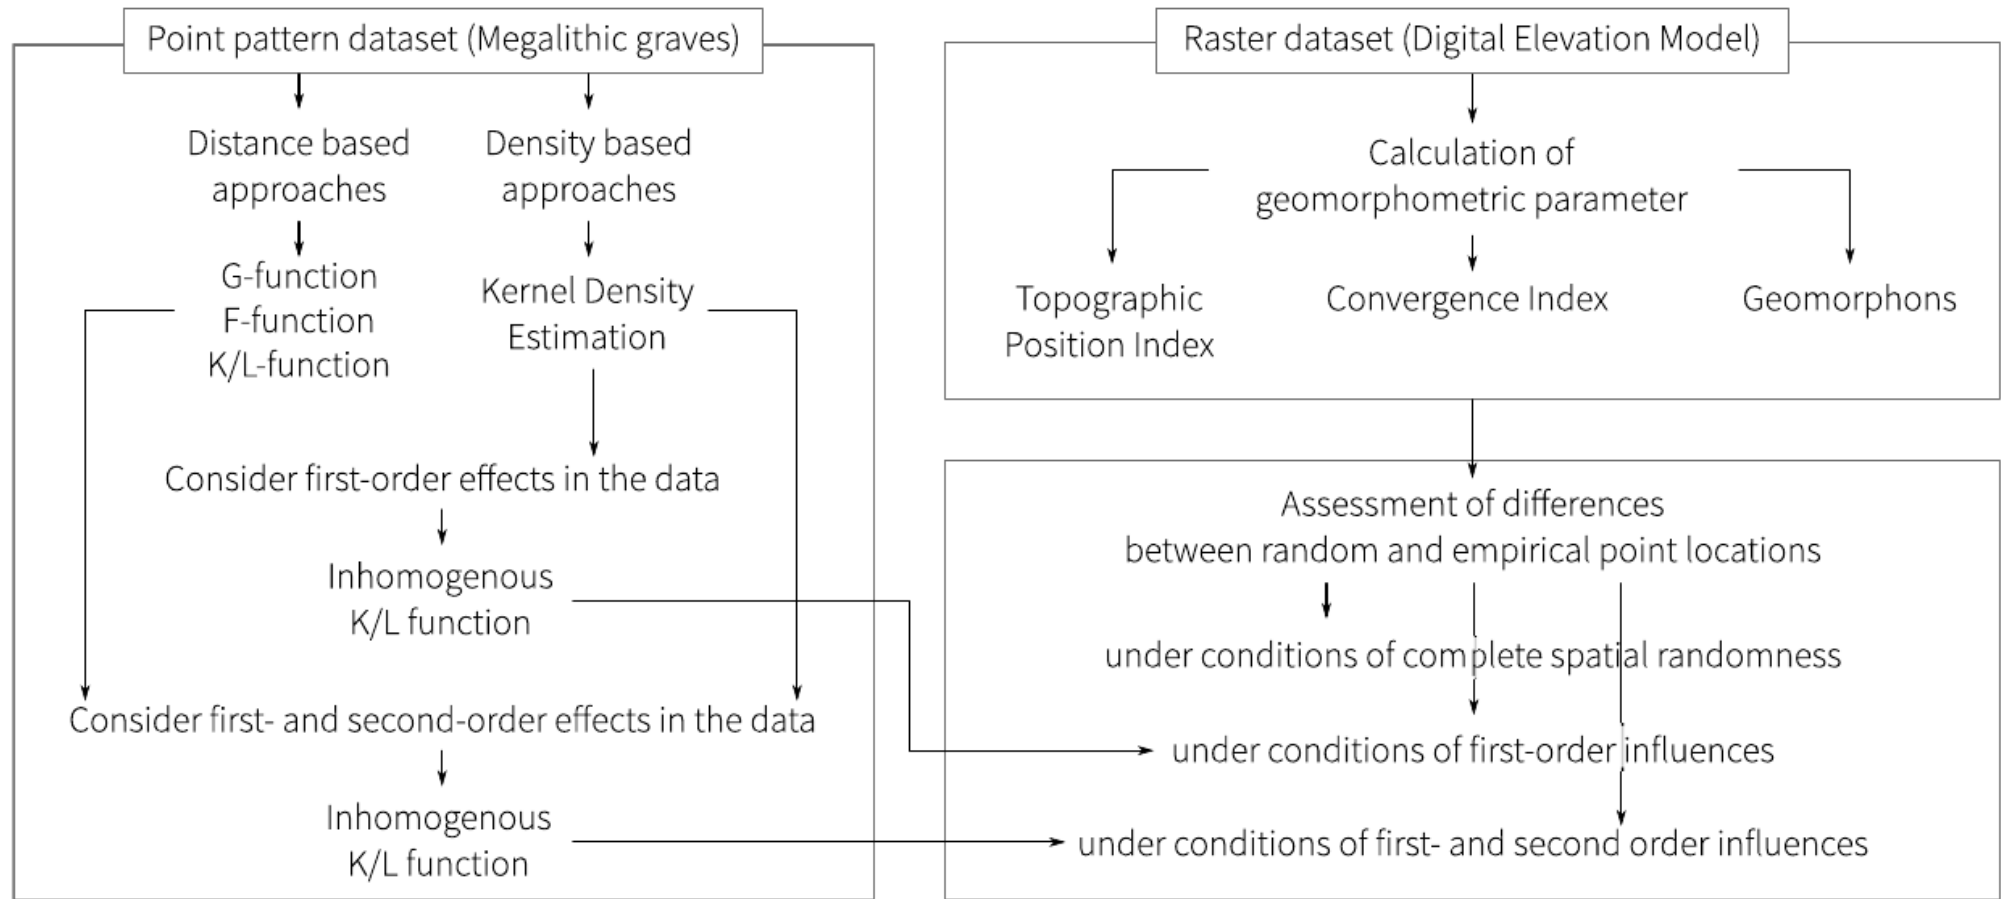 Point pattern dataset (Megalithic graves)
Distance based
approaches
Density based
approaches
G-function
F-function
K/L-function
Kernel Density
Estimation
Consider first-order effects in the data
Inhomogenous
K/L function
Consider first- and second-order effects in the data
Inhomogenous
K/L function
Raster dataset (Digital Elevation Model)
Calculation of
geomorphometric parameter
Topographic
Position Index
Convergence Index
Geomorphons
Assessment of differences
between random and empirical point locations
under conditions of complete spatial randomness
under conditions of first-order influences
under conditions of first- and second order influences